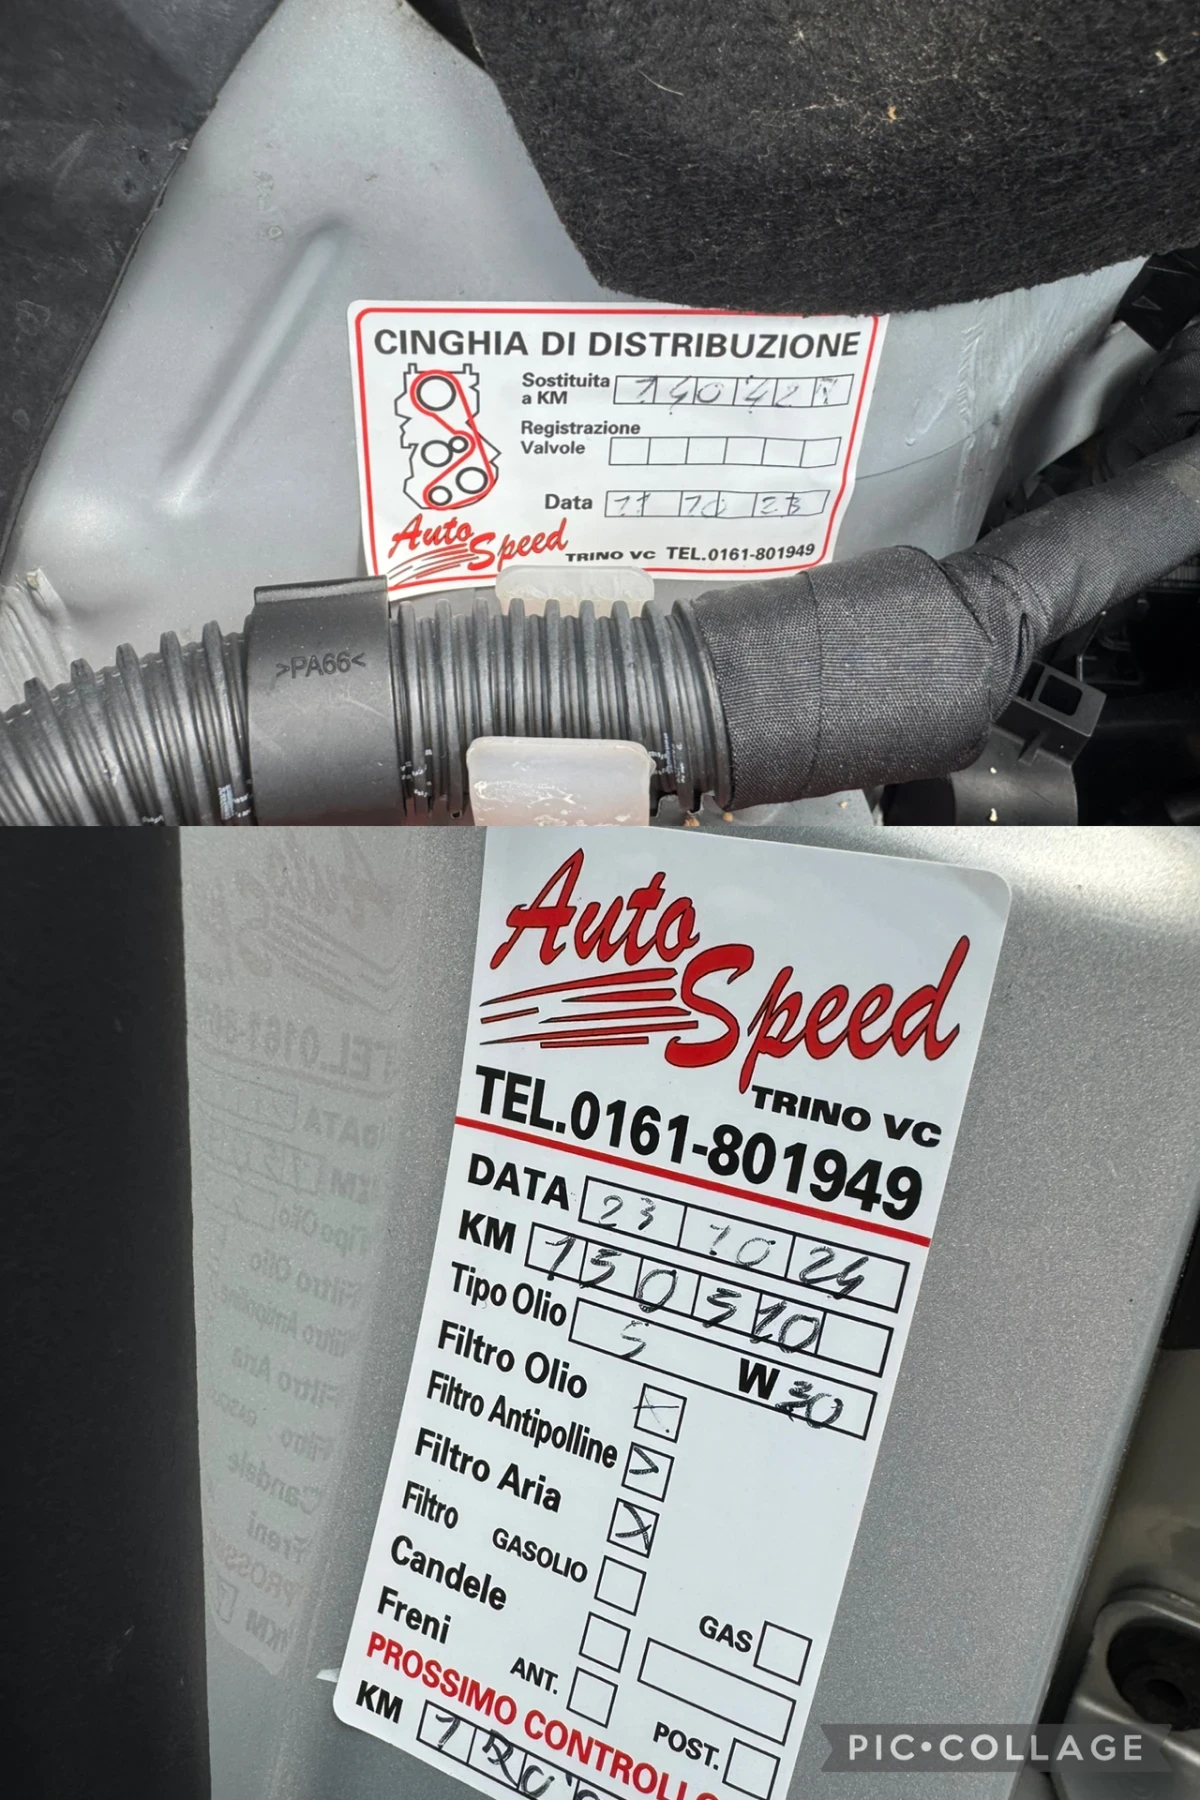 CINGHIA DI DISTRIBUZIONE
Sostituita a KM 140427
Registrazione Valvole
Data 11 10 23
Auto Speed TRINO VC TEL.0161-801949
>PA66<
Auto Speed
TRINO VC
TEL.0161-801949
DATA 23 10 24
KM 150310
Tipo Olio 5 W 30
Filtro Olio X
Filtro Antipolline
Filtro Aria X
Filtro GASOLIO
GAS
Candele
Freni ANT. POST.
PROSSIMO CONTROLLO
KM
PIC•COLLAGE